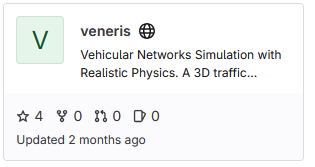 V
veneris
Vehicular Networks Simulation with
Realistic Physics. A 3D traffic...
4 0 0 0
Updated 2 months ago